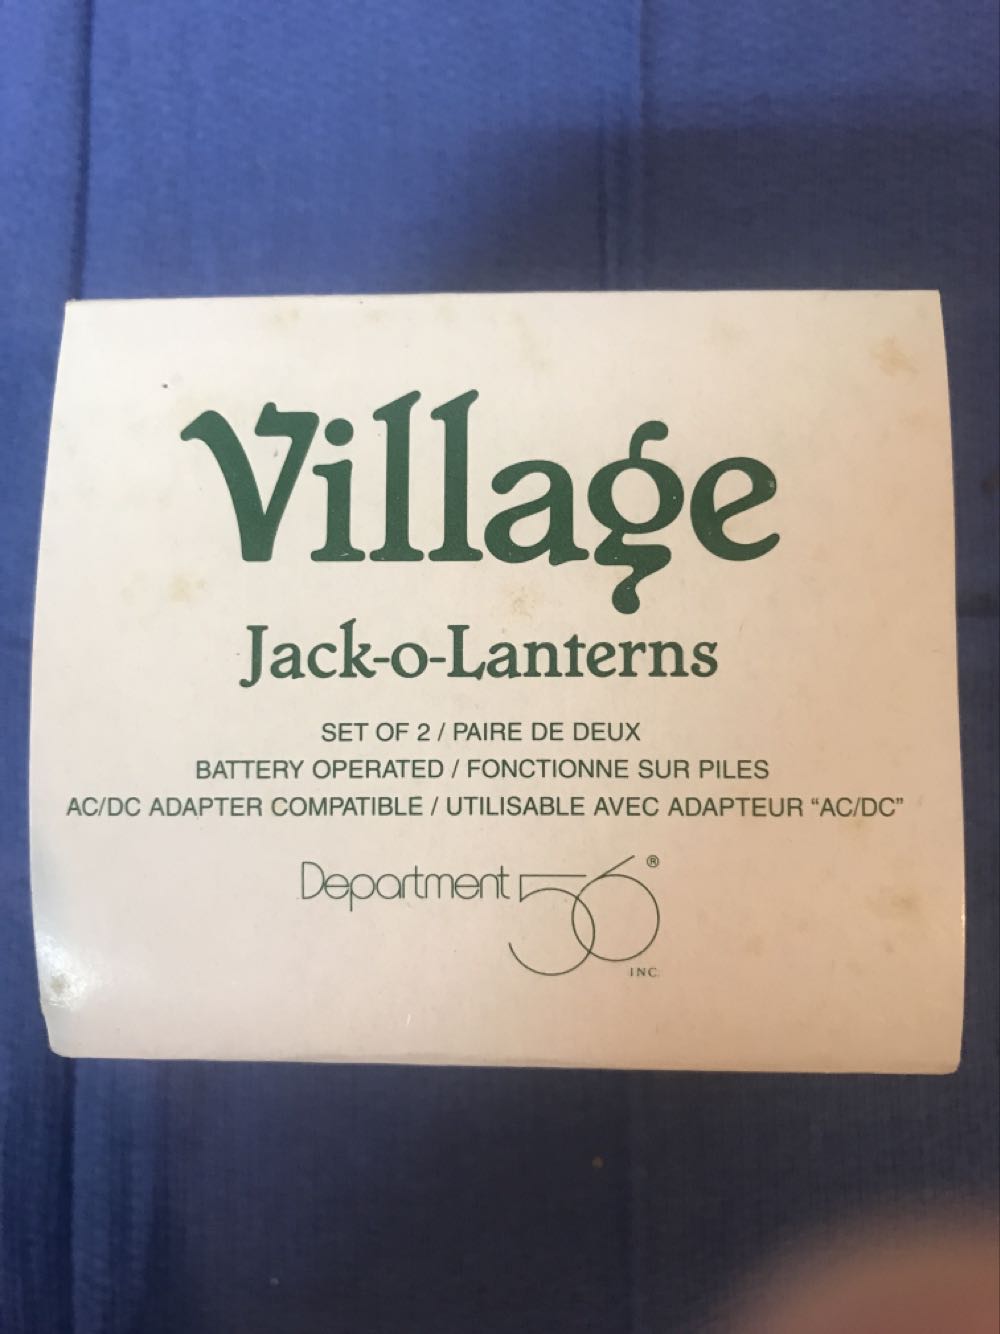 Village
Jack-o-Lanterns
SET OF 2 / PAIRE DE DEUX
BATTERY OPERATED / FONCTIONNE SUR PILES
AC/DC ADAPTER COMPATIBLE / UTILISABLE AVEC ADAPTEUR “AC/DC”
Department 56®
INC.